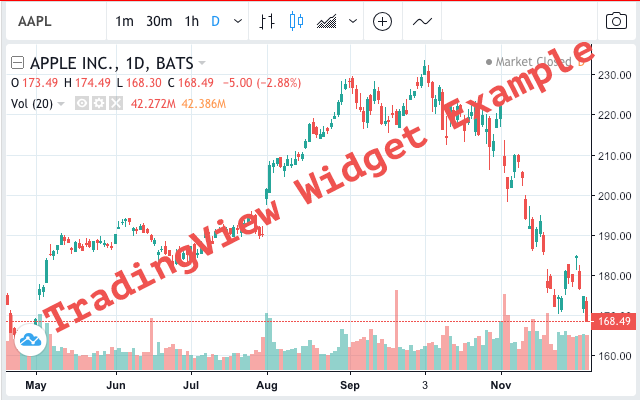 AAPL 1m 30m 1h D
APPLE INC., 1D, BATS
Market Closed D
O 173.49 H 174.49 L 168.30 C 168.49 −5.00 (−2.88%)
Vol (20) 42.272M 42.386M
TradingView Widget Example
230.00
220.00
210.00
200.00
190.00
180.00
168.49
160.00
May Jun Jul Aug Sep 3 Nov